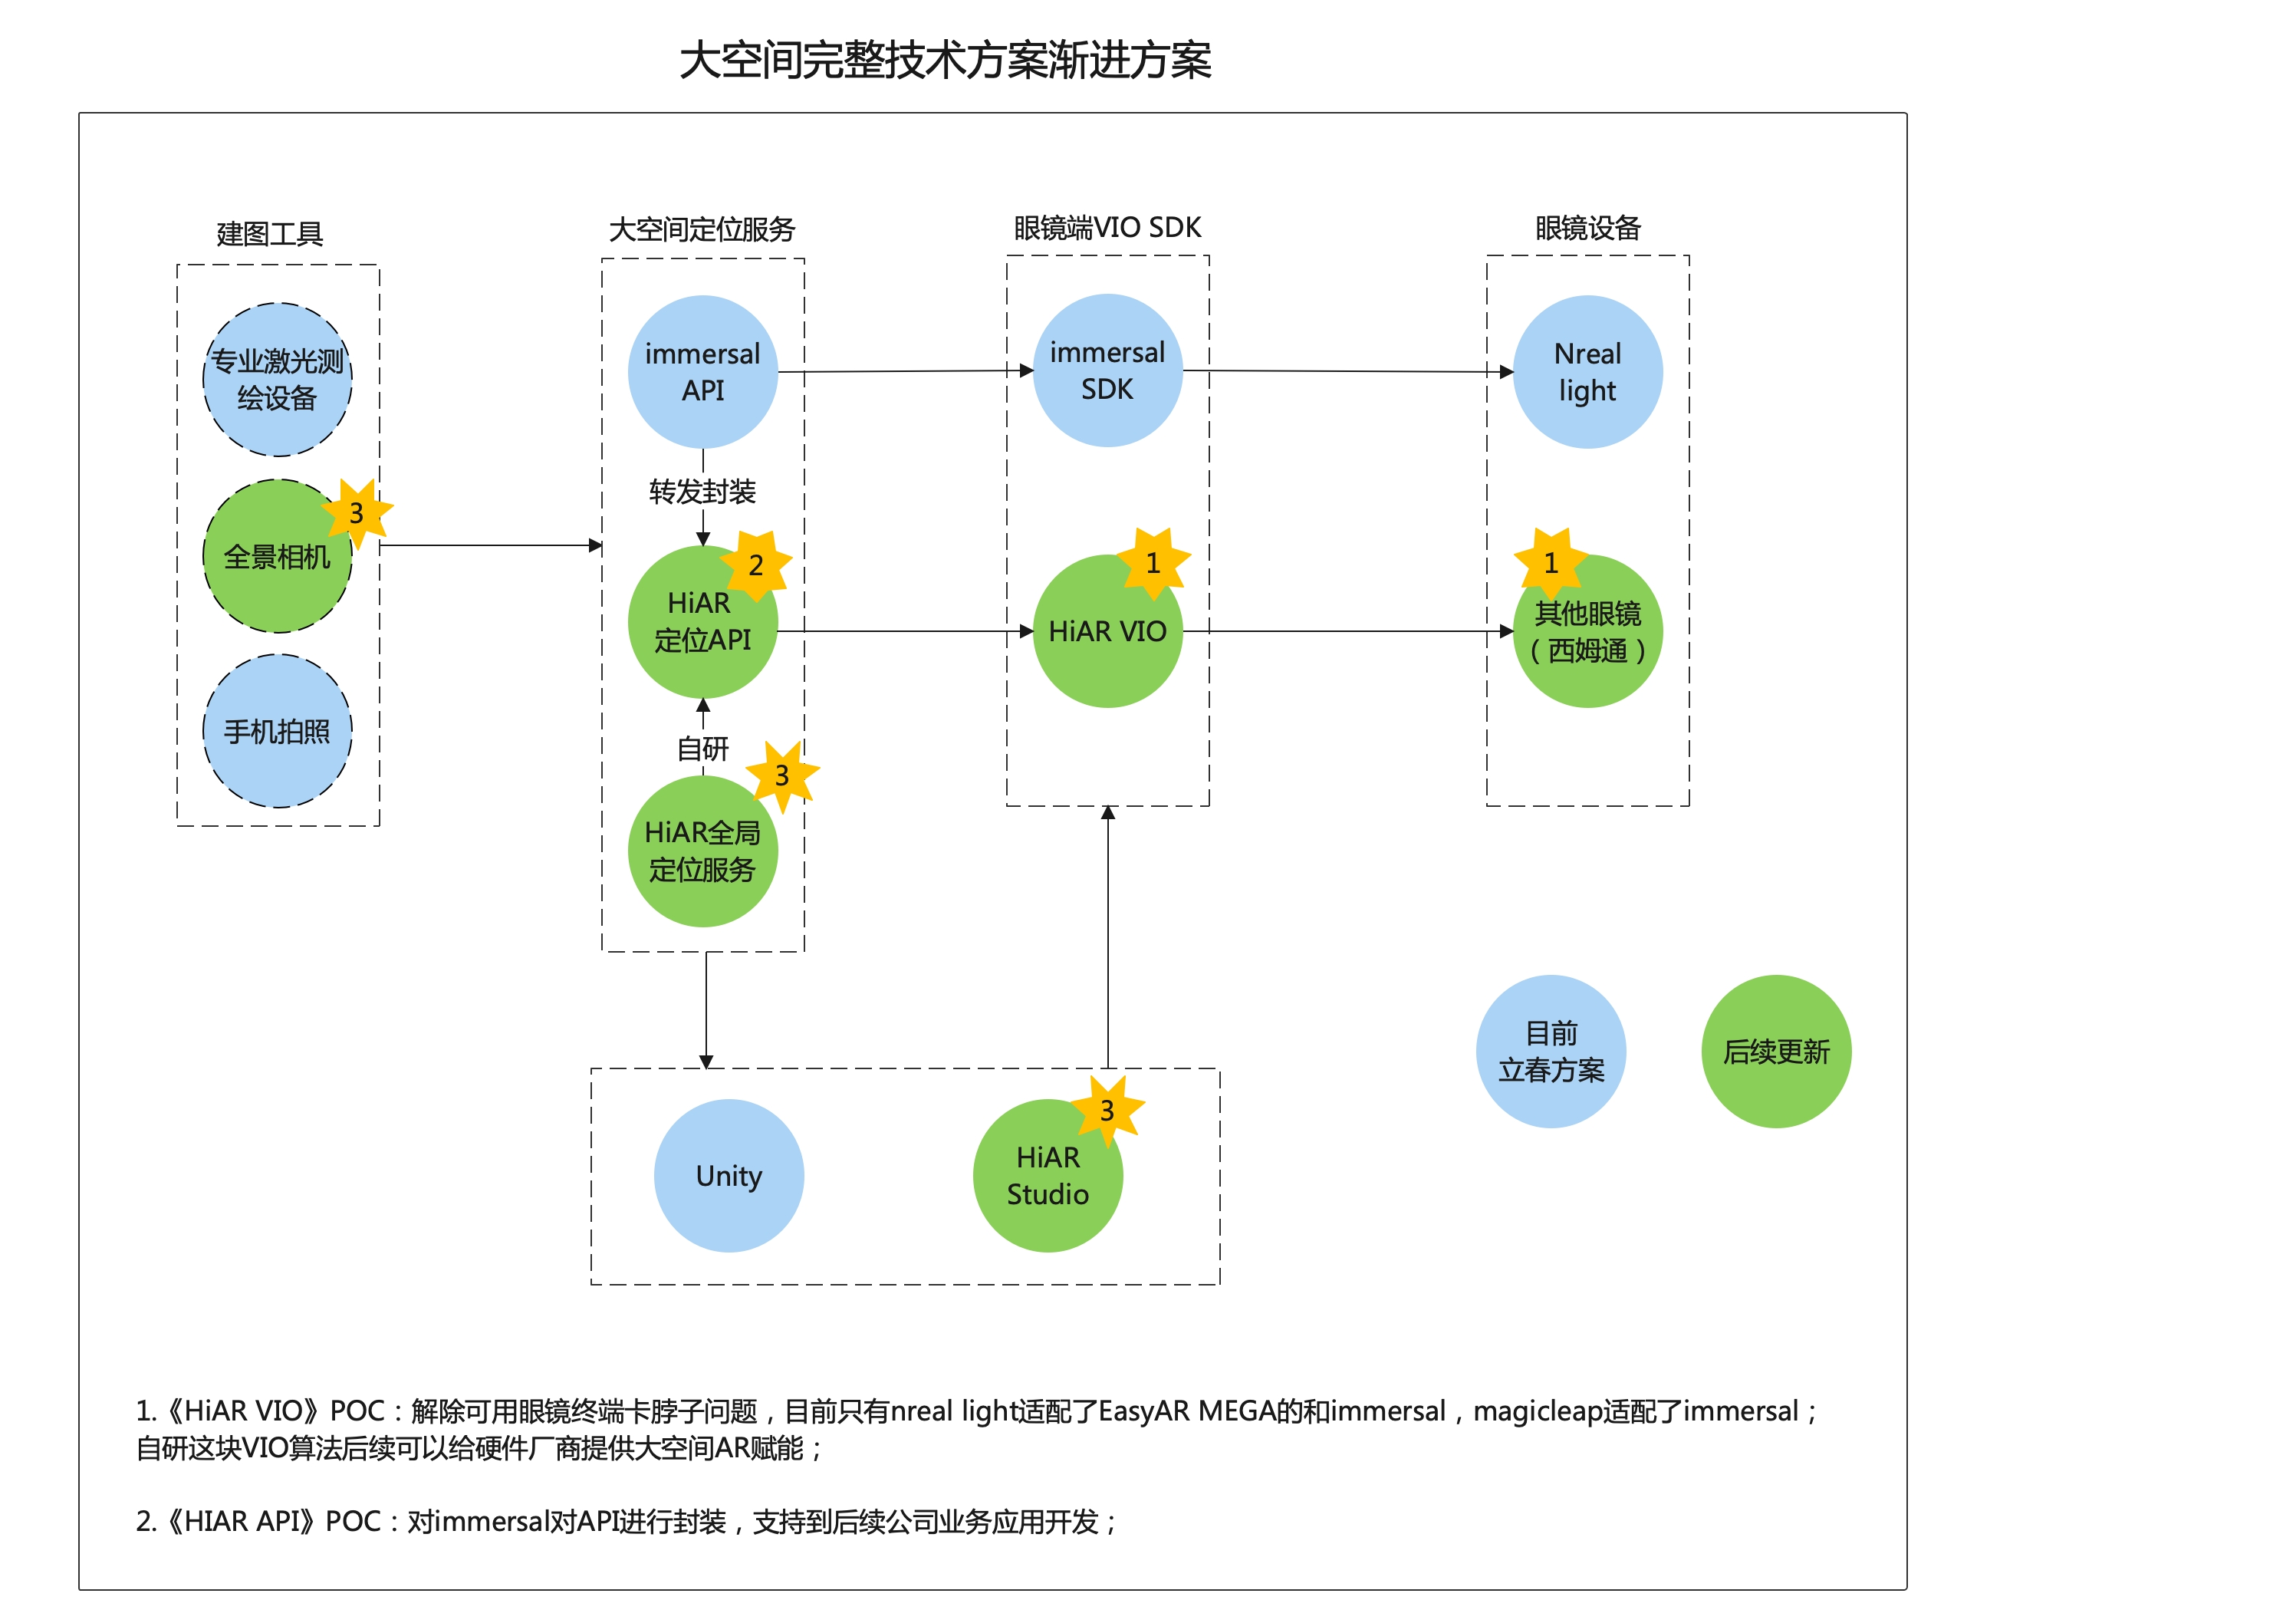 大空间完整技术方案渐进方案
建图工具
大空间定位服务
眼镜端VIO SDK
眼镜设备
专业激光测
绘设备
3
全景相机
手机拍照
immersal
API
转发封装
2
HiAR
定位API
自研
3
HiAR全局
定位服务
immersal
SDK
1
HiAR VIO
Nreal
light
1
其他眼镜
（西姆通）
Unity
3
HiAR
Studio
目前
立春方案
后续更新
1.《HiAR VIO》POC：解除可用眼镜终端卡脖子问题，目前只有nreal light适配了EasyAR MEGA的和immersal，magicleap适配了immersal；
自研这块VIO算法后续可以给硬件厂商提供大空间AR赋能；
2.《HIAR API》POC：对immersal对API进行封装，支持到后续公司业务应用开发；